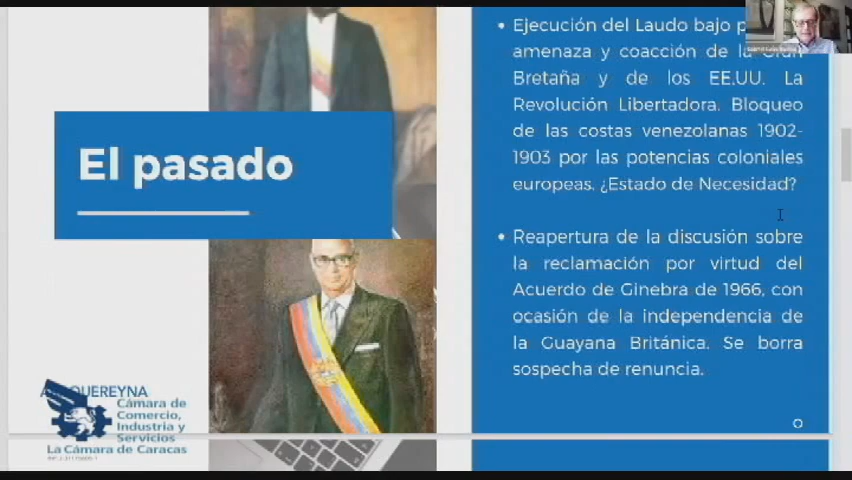 El pasado
• Ejecución del Laudo bajo
amenaza y coacción de la Gran
Bretaña y de los EE.UU. La
Revolución Libertadora. Bloqueo
de las costas venezolanas 1902-
1903 por las potencias coloniales
europeas. ¿Estado de Necesidad?
• Reapertura de la discusión sobre
la reclamación por virtud del
Acuerdo de Ginebra de 1966, con
ocasión de la independencia de
la Guayana Británica. Se borra
sospecha de renuncia.
QUEREYNA
Cámara de
Comercio,
Industria y
Servicios
La Cámara de Caracas